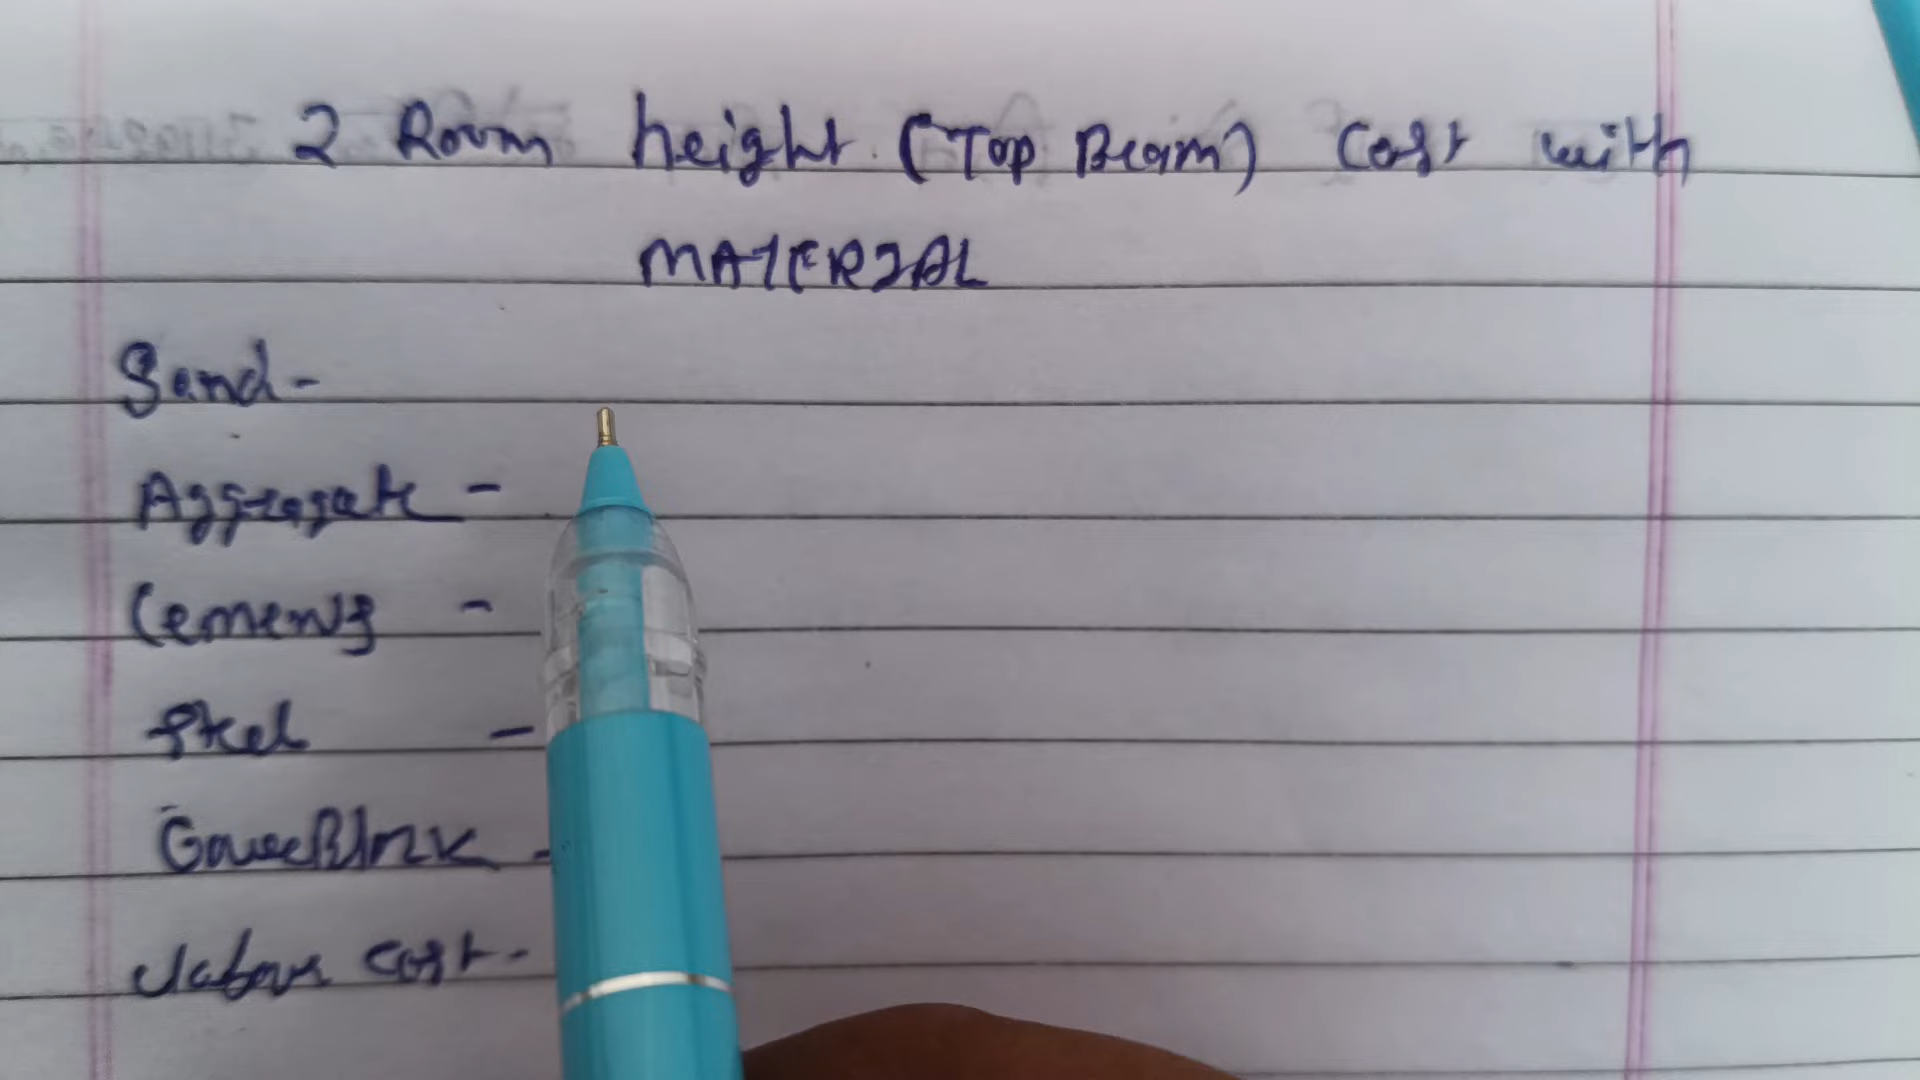 2 Room height (Top Beam) Cost with
MATERIAL
Sand -
Aggregate -
Cement -
Steel -
-
Labour cost -